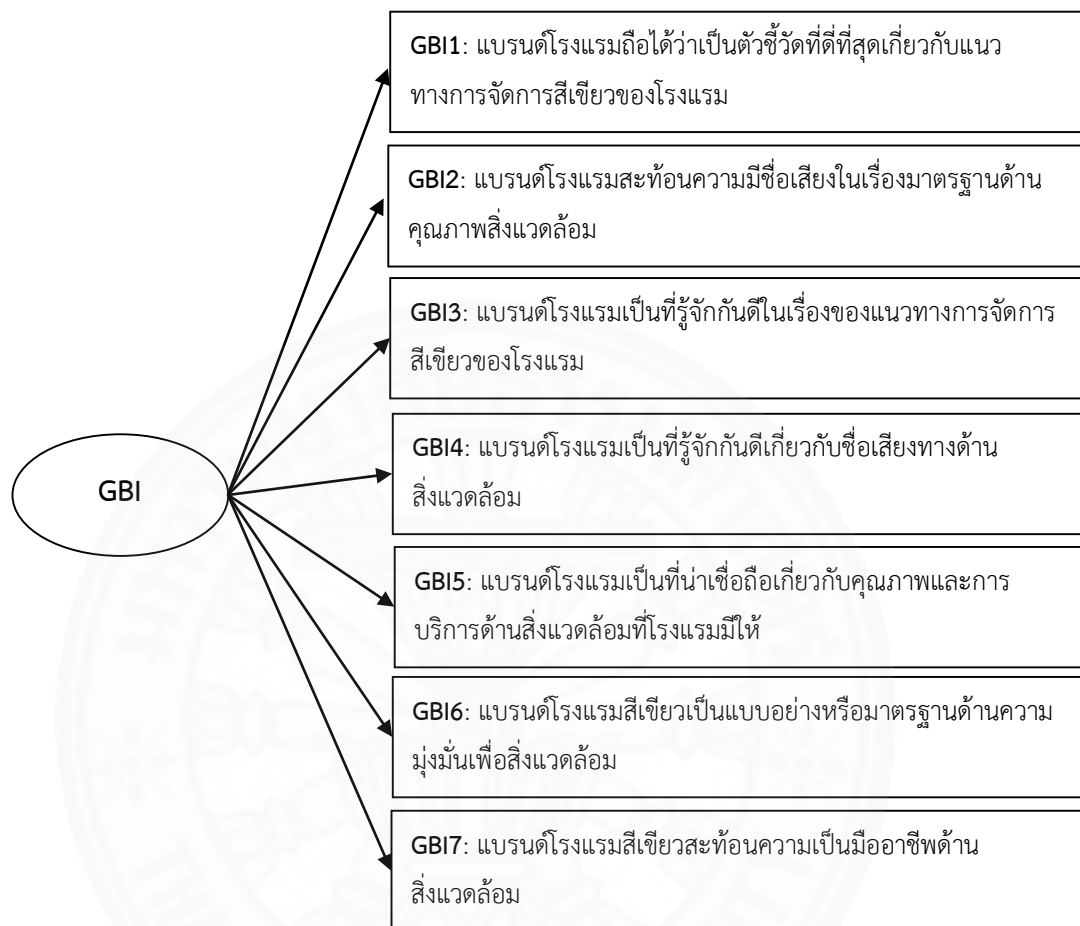 GBI1: แบรนด์โรงแรมถือได้ว่าเป็นตัวชี้วัดที่ดีที่สุดเกี่ยวกับแนว
ทางการจัดการสีเขียวของโรงแรม
GBI2: แบรนด์โรงแรมสะท้อนความมีชื่อเสียงในเรื่องมาตรฐานด้าน
คุณภาพสิ่งแวดล้อม
GBI3: แบรนด์โรงแรมเป็นที่รู้จักกันดีในเรื่องของแนวทางการจัดการ
สีเขียวของโรงแรม
GBI4: แบรนด์โรงแรมเป็นที่รู้จักกันดีเกี่ยวกับชื่อเสียงทางด้าน
สิ่งแวดล้อม
GBI
GBI5: แบรนด์โรงแรมเป็นที่น่าเชื่อถือเกี่ยวกับคุณภาพและการ
บริการด้านสิ่งแวดล้อมที่โรงแรมมีให้
GBI6: แบรนด์โรงแรมสีเขียวเป็นแบบอย่างหรือมาตรฐานด้านความ
มุ่งมั่นเพื่อสิ่งแวดล้อม
GBI7: แบรนด์โรงแรมสีเขียวสะท้อนความเป็นมืออาชีพด้าน
สิ่งแวดล้อม